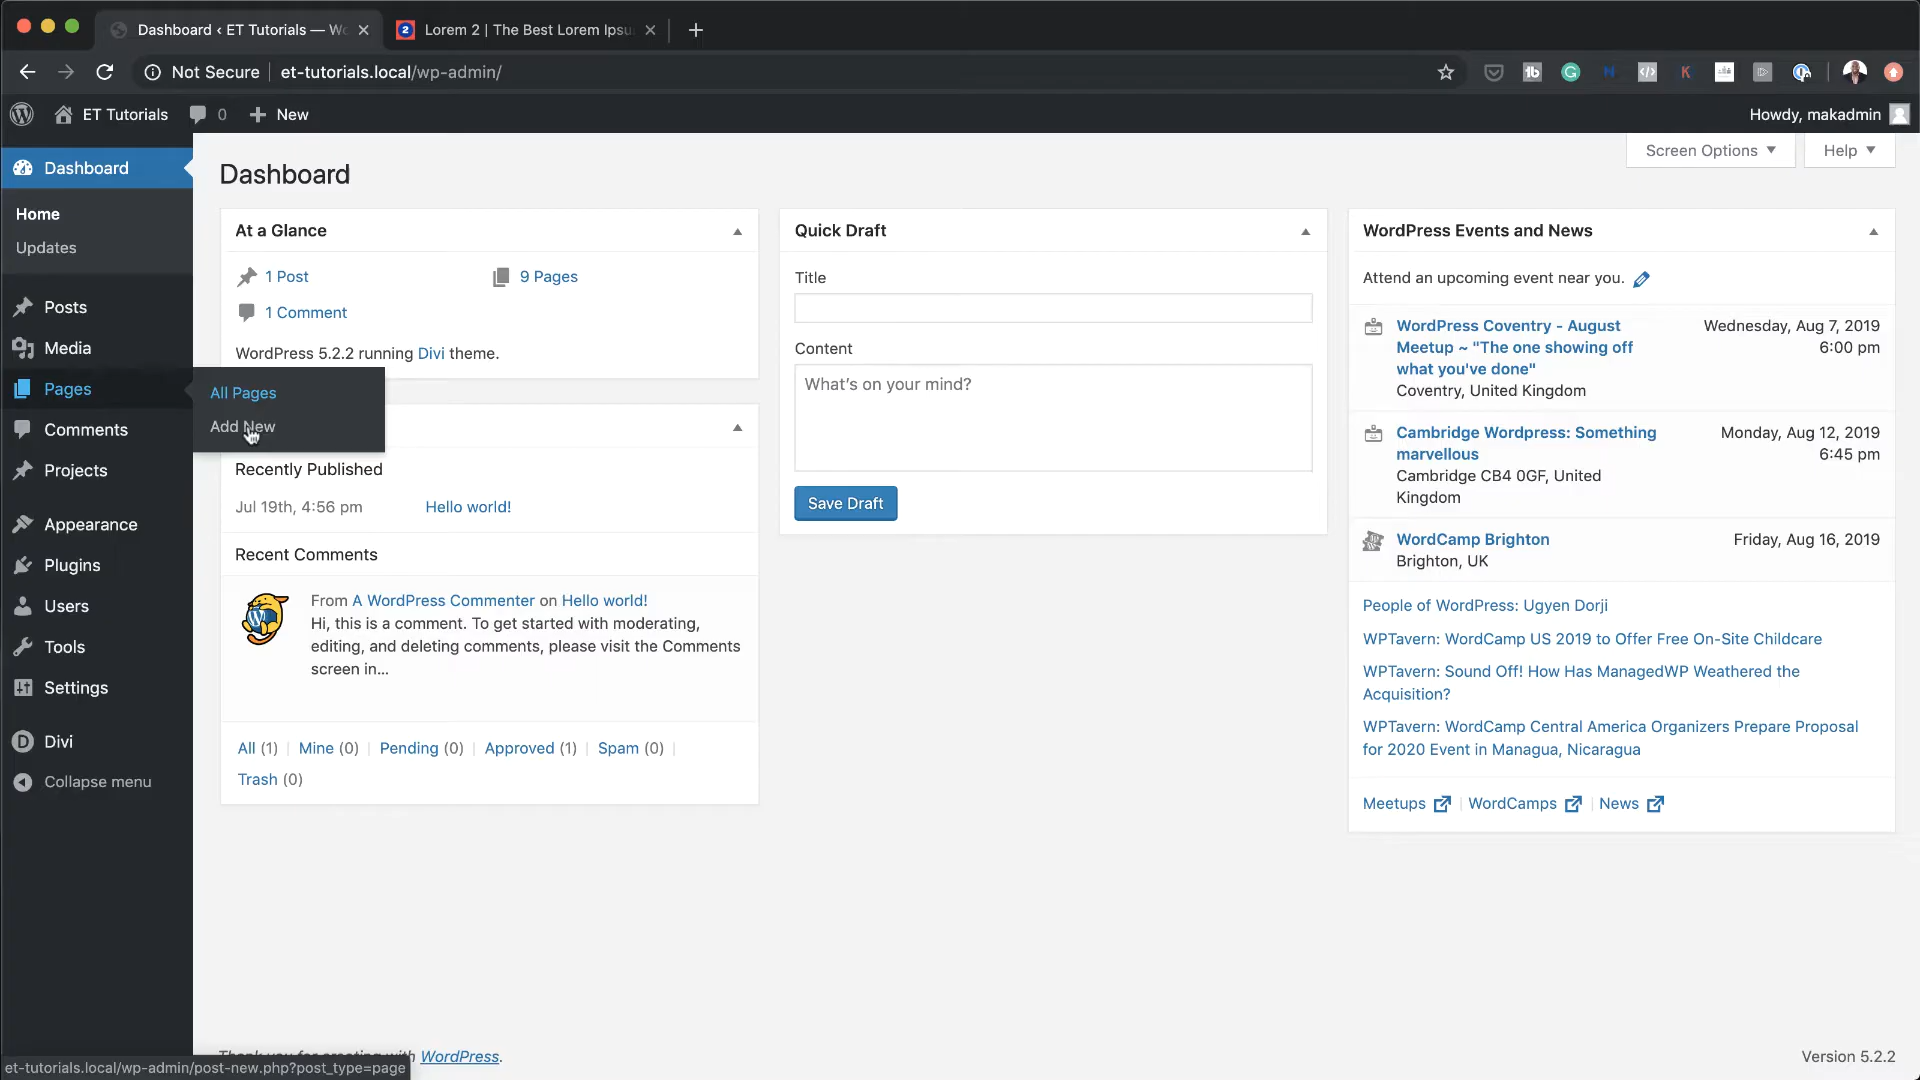 Dashboard ‹ ET Tutorials — Wo
2 Lorem 2 | The Best Lorem Ipsu
Not Secure | et-tutorials.local/wp-admin/
ET Tutorials 0 New
Howdy, makadmin
Dashboard
Home
Updates
Posts
Media
Pages
All Pages
Add New
Comments
Projects
Appearance
Plugins
Users
Tools
Settings
Divi
Collapse menu
Dashboard
Screen Options
Help
At a Glance
1 Post
9 Pages
1 Comment
WordPress 5.2.2 running Divi theme.
Recently Published
Jul 19th, 4:56 pm Hello world!
Recent Comments
From A WordPress Commenter on Hello world!
Hi, this is a comment. To get started with moderating,
editing, and deleting comments, please visit the Comments
screen in...
All (1) | Mine (0) | Pending (0) | Approved (1) | Spam (0) |
Trash (0)
Quick Draft
Title
Content
What's on your mind?
Save Draft
WordPress Events and News
Attend an upcoming event near you.
WordPress Coventry - August
Meetup ~ "The one showing off
what you've done"
Coventry, United Kingdom
Wednesday, Aug 7, 2019
6:00 pm
Cambridge Wordpress: Something
marvellous
Cambridge CB4 0GF, United
Kingdom
Monday, Aug 12, 2019
6:45 pm
WordCamp Brighton
Brighton, UK
Friday, Aug 16, 2019
People of WordPress: Ugyen Dorji
WPTavern: WordCamp US 2019 to Offer Free On-Site Childcare
WPTavern: Sound Off! How Has ManagedWP Weathered the
Acquisition?
WPTavern: WordCamp Central America Organizers Prepare Proposal
for 2020 Event in Managua, Nicaragua
Meetups | WordCamps | News
Thank you for creating with WordPress.
Version 5.2.2
et-tutorials.local/wp-admin/post-new.php?post_type=page